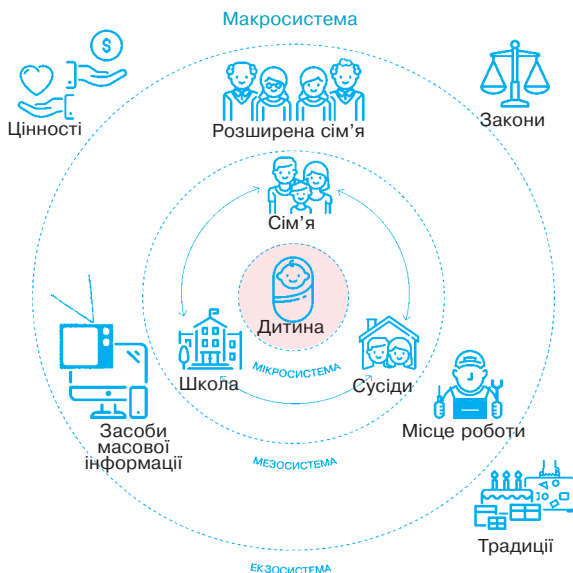 Макросистема
$
Цінності
Розширена сім’я
Закони
Сім’я
Дитина
Школа
МІКРОСИСТЕМА
Сусіди
Засоби
масової
інформації
Місце роботи
МЕЗОСИСТЕМА
Традиції
ЕКЗОСИСТЕМА